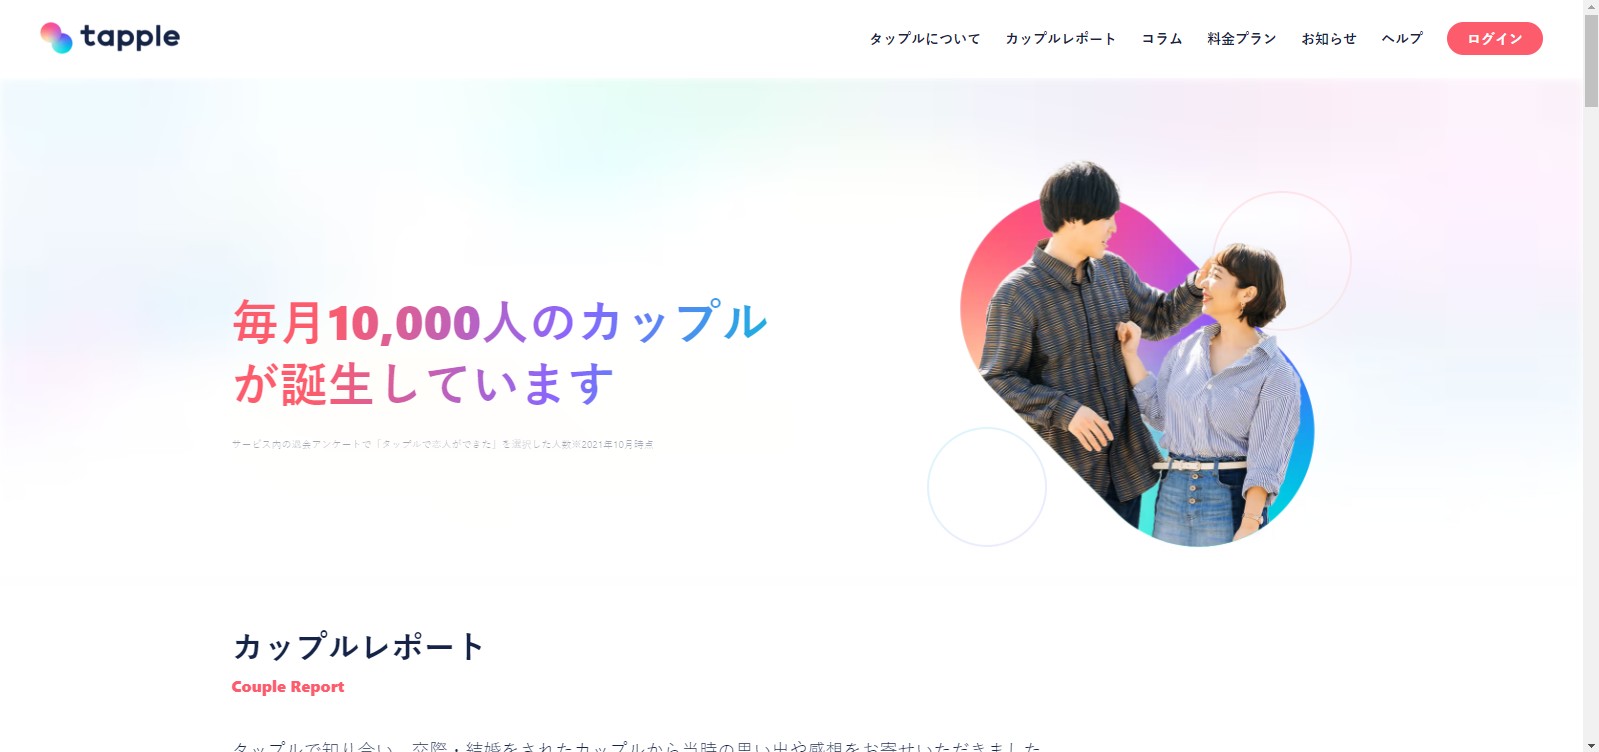 tapple
タップルについて カップルレポート コラム 料金プラン お知らせ ヘルプ ログイン
毎月10,000人のカップル
が誕生しています
サービス内の退会アンケートで「タップルで恋人ができた」を選択した人数※2021年10月時点
カップルレポート
Couple Report
タップルで知り合い、交際・結婚をされたカップルから当時の思い出や感想をお寄せいただきました